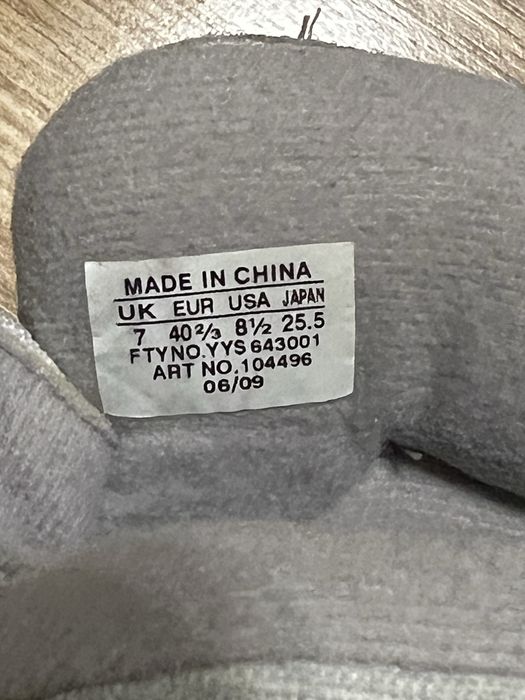 MADE IN CHINA
UK EUR USA JAPAN
7 40⅔ 8½ 25.5
FTYNO.YYS 643001
ART NO.104496
06/09